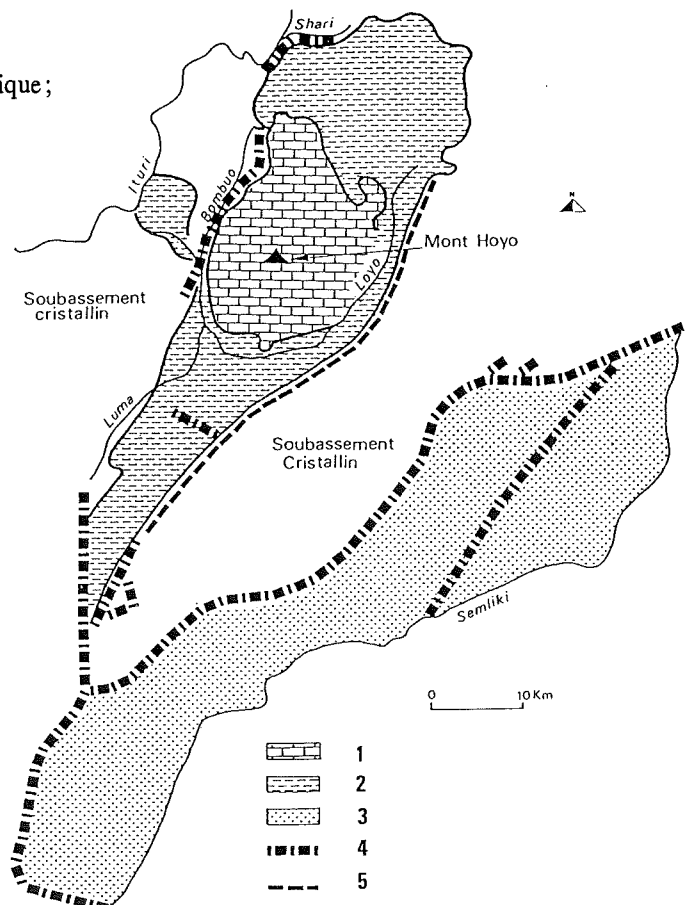 ique;
Shari
Ituri
Bombuo
N
Mont Hoyo
Loyo
Soubassement
cristallin
Luma
Soubassement
Cristallin
Semliki
0 10 Km
1
2
3
4
5